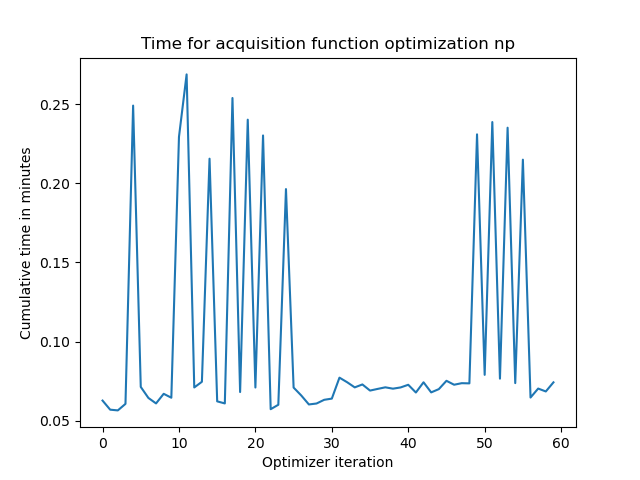 Time for acquisition function optimization np
Cumulative time in minutes
0.25
0.20
0.15
0.10
0.05
0 10 20 30 40 50 60
Optimizer iteration